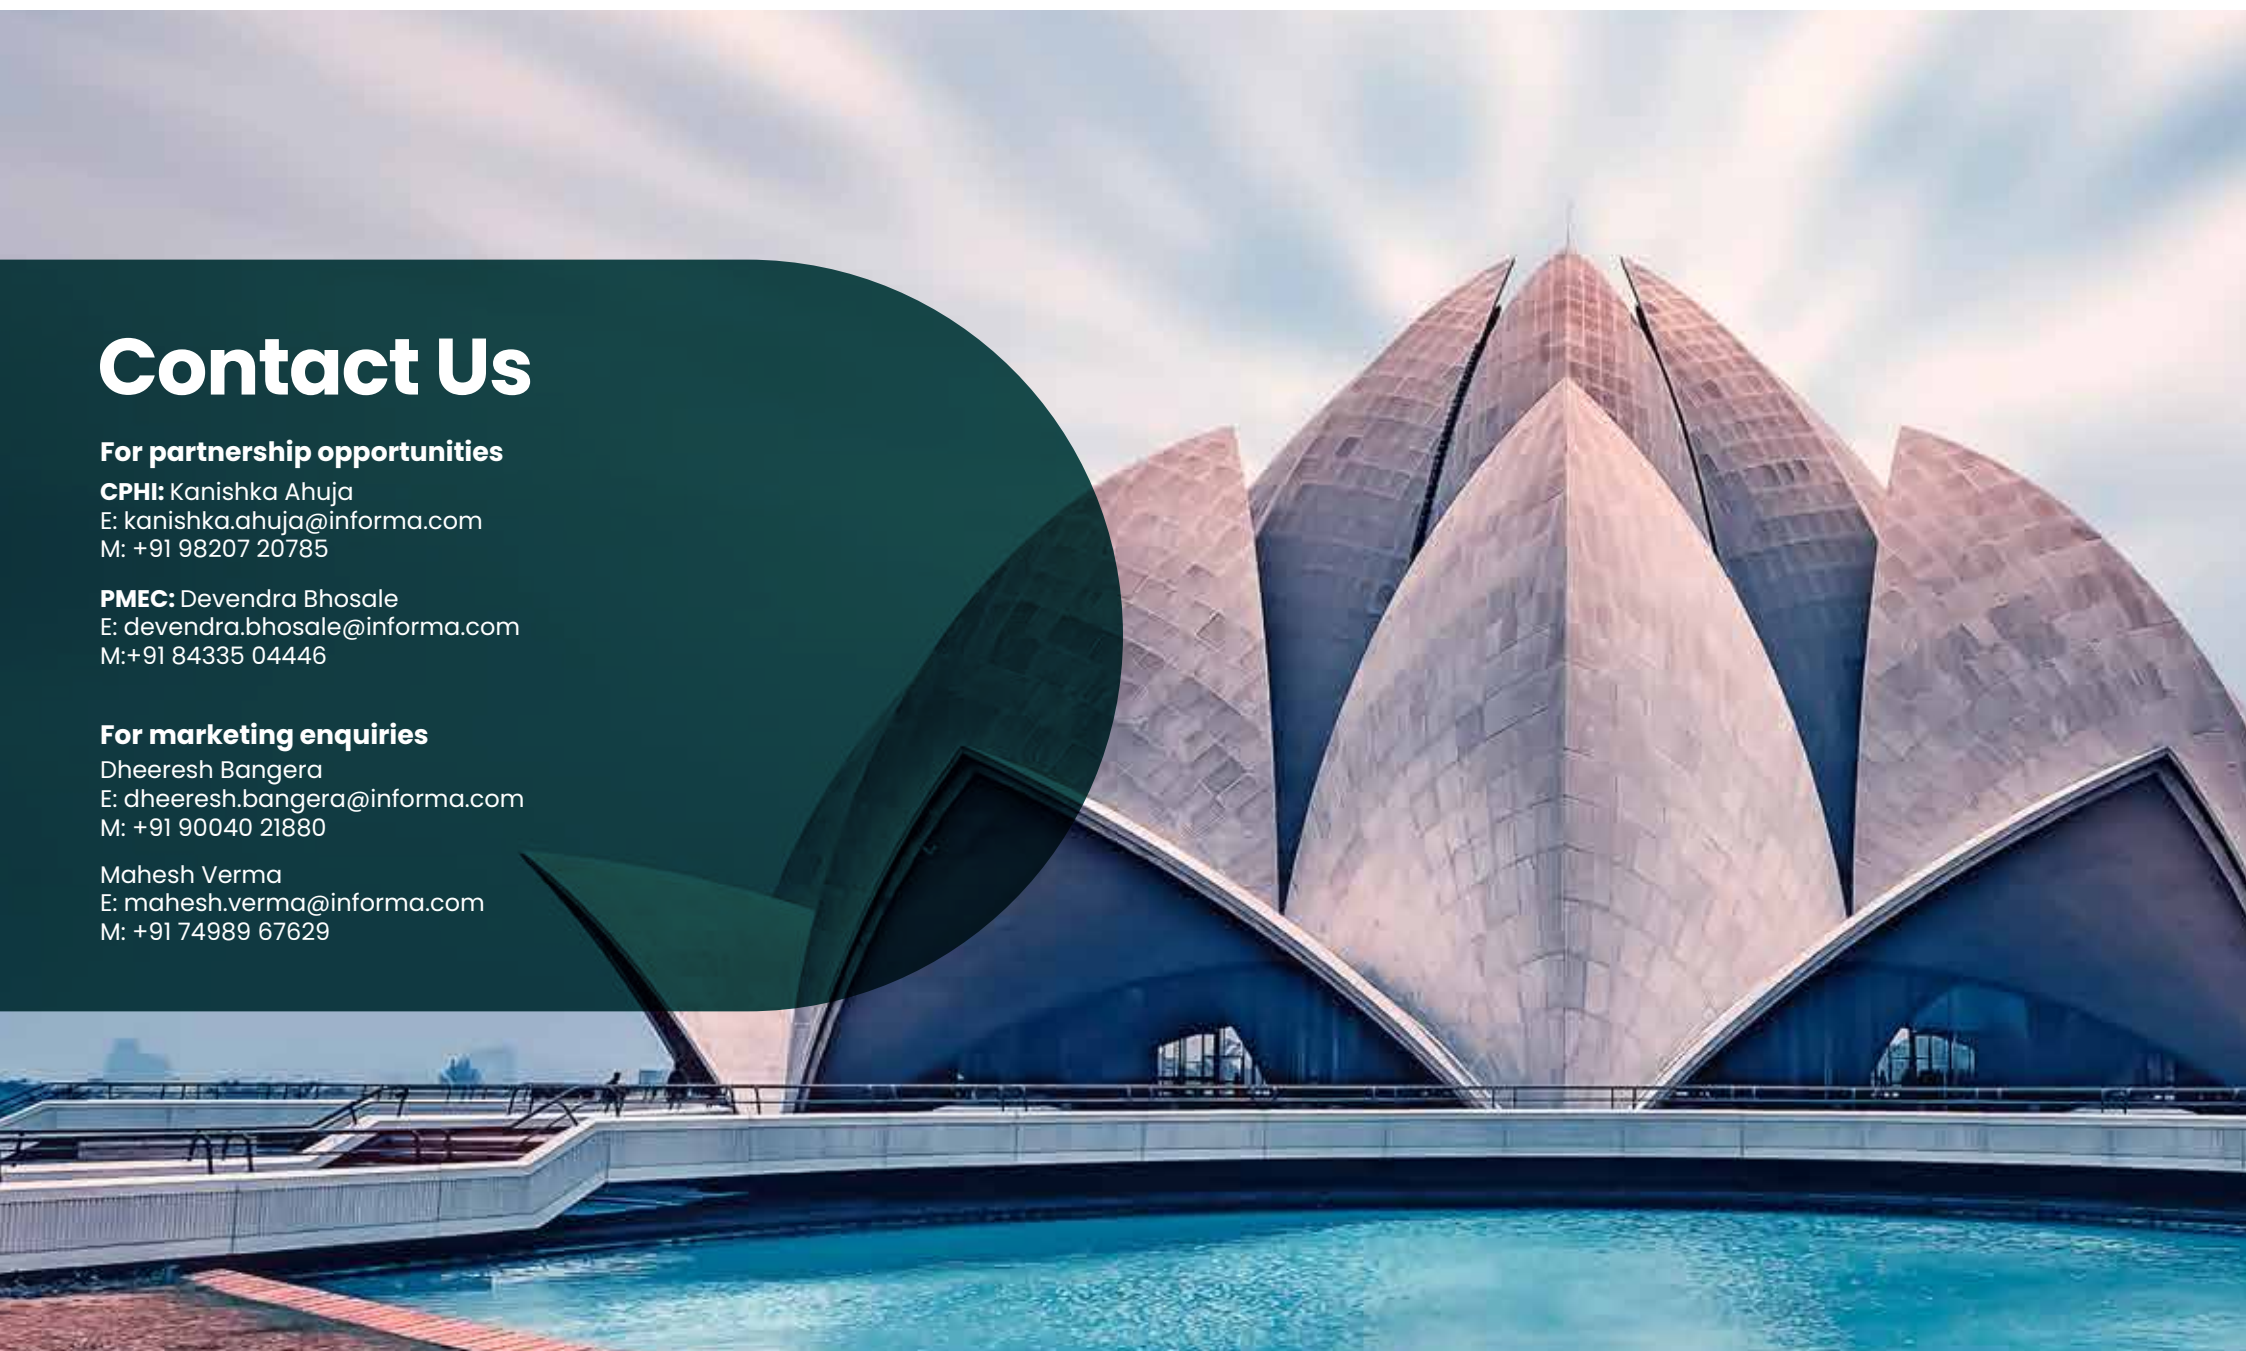 Contact Us
For partnership opportunities
CPHI: Kanishka Ahuja
E: kanishka.ahuja@informa.com
M: +91 98207 20785
PMEC: Devendra Bhosale
E: devendra.bhosale@informa.com
M:+91 84335 04446
For marketing enquiries
Dheeresh Bangera
E: dheeresh.bangera@informa.com
M: +91 90040 21880
Mahesh Verma
E: mahesh.verma@informa.com
M: +91 74989 67629